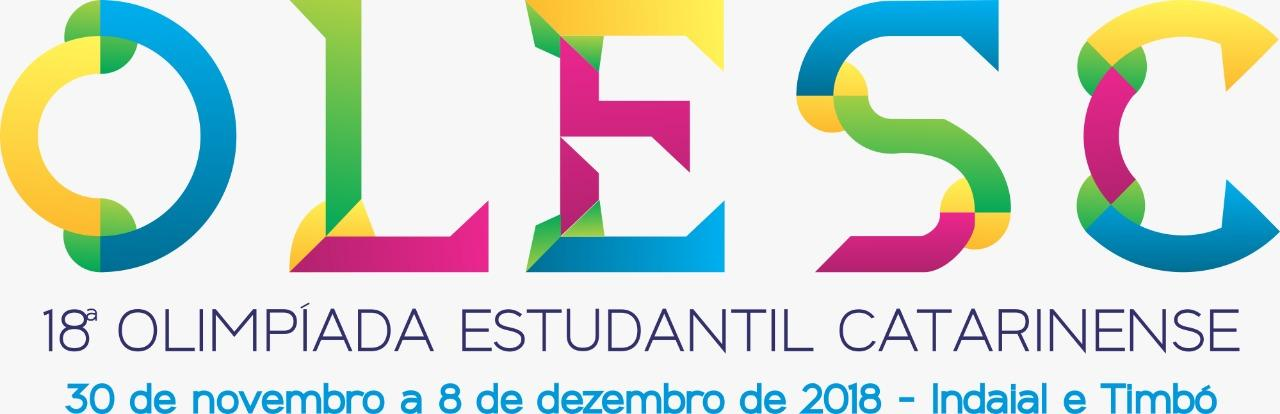 OLESC
18ª OLIMPÍADA ESTUDANTIL CATARINENSE
30 de novembro a 8 de dezembro de 2018 - Indaial e Timbó